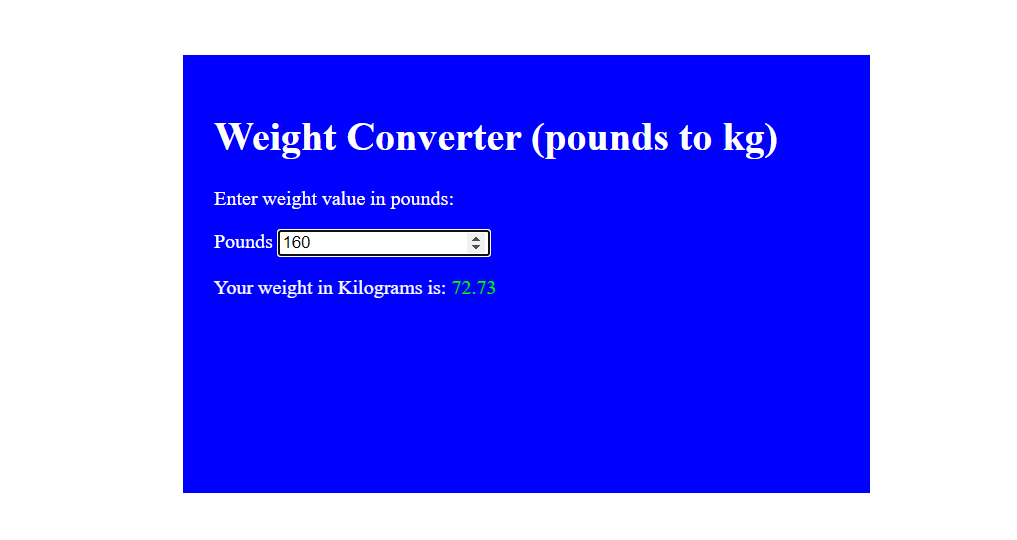 Weight Converter (pounds to kg)
Enter weight value in pounds:
Pounds 160
Your weight in Kilograms is: 72.73